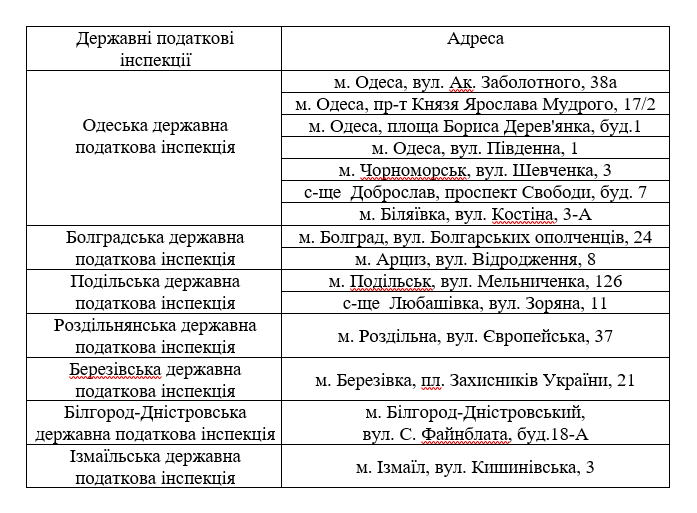 Державні податкові
інспекції
Адреса
Одеська державна
податкова інспекція
м. Одеса, вул. Ак. Заболотного, 38а
м. Одеса, пр-т Князя Ярослава Мудрого, 17/2
м. Одеса, площа Бориса Дерев'янка, буд.1
м. Одеса, вул. Південна, 1
м. Чорноморськ, вул. Шевченка, 3
с-ще Доброслав, проспект Свободи, буд. 7
м. Біляївка, вул. Костіна, 3-А
Болградська державна
податкова інспекція
м. Болград, вул. Болгарських ополченців, 24
м. Арциз, вул. Відродження, 8
Подільська державна
податкова інспекція
м. Подільськ, вул. Мельниченка, 126
с-ще Любашівка, вул. Зоряна, 11
Роздільнянська державна
податкова інспекція
м. Роздільна, вул. Європейська, 37
Березівська державна
податкова інспекція
м. Березівка, пл. Захисників України, 21
Білгород-Дністровська
державна податкова інспекція
м. Білгород-Дністровський,
вул. С. Файнблата, буд.18-А
Ізмаїльська державна
податкова інспекція
м. Ізмаїл, вул. Кишинівська, 3